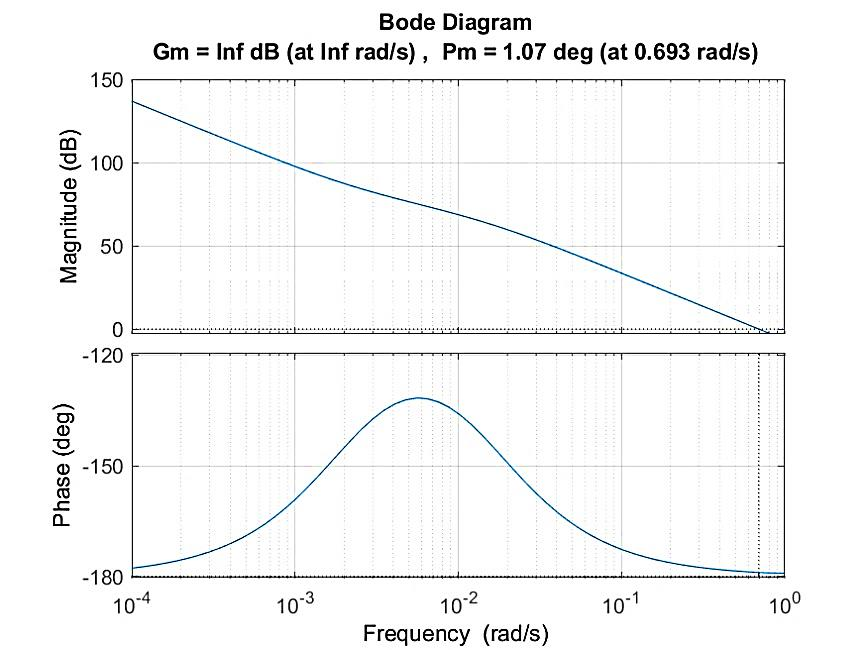 Bode Diagram
Gm = Inf dB (at Inf rad/s) ,  Pm = 1.07 deg (at 0.693 rad/s)
150
100
50
0
Magnitude (dB)
-120
-150
-180
Phase (deg)
10^-4
10^-3
10^-2
10^-1
10^0
Frequency  (rad/s)